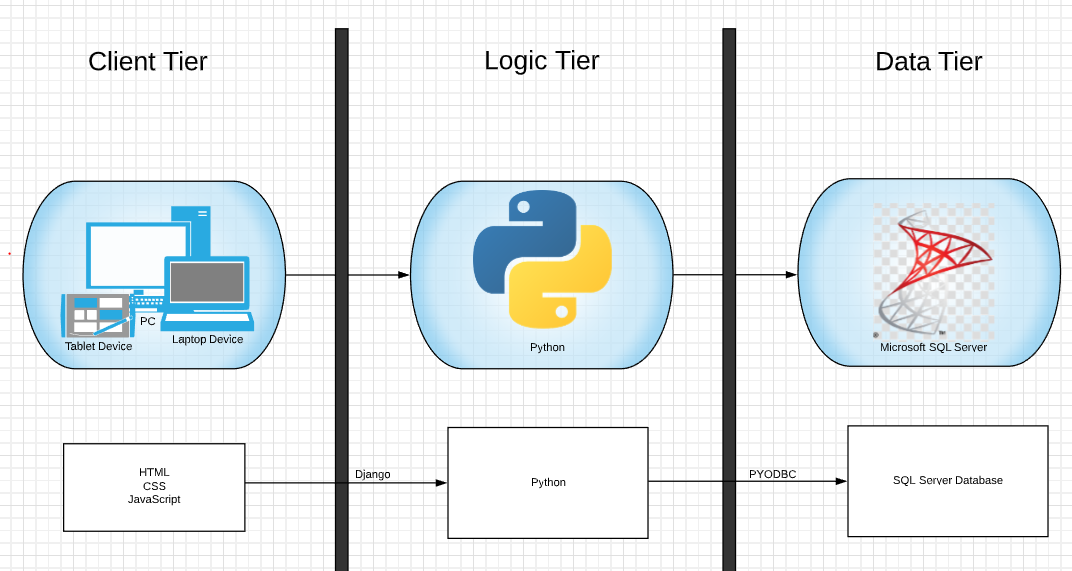 Client Tier
Logic Tier
Data Tier
PC
Tablet Device
Laptop Device
Python
Microsoft SQL Server
HTML
CSS
JavaScript
Django
Python
PYODBC
SQL Server Database